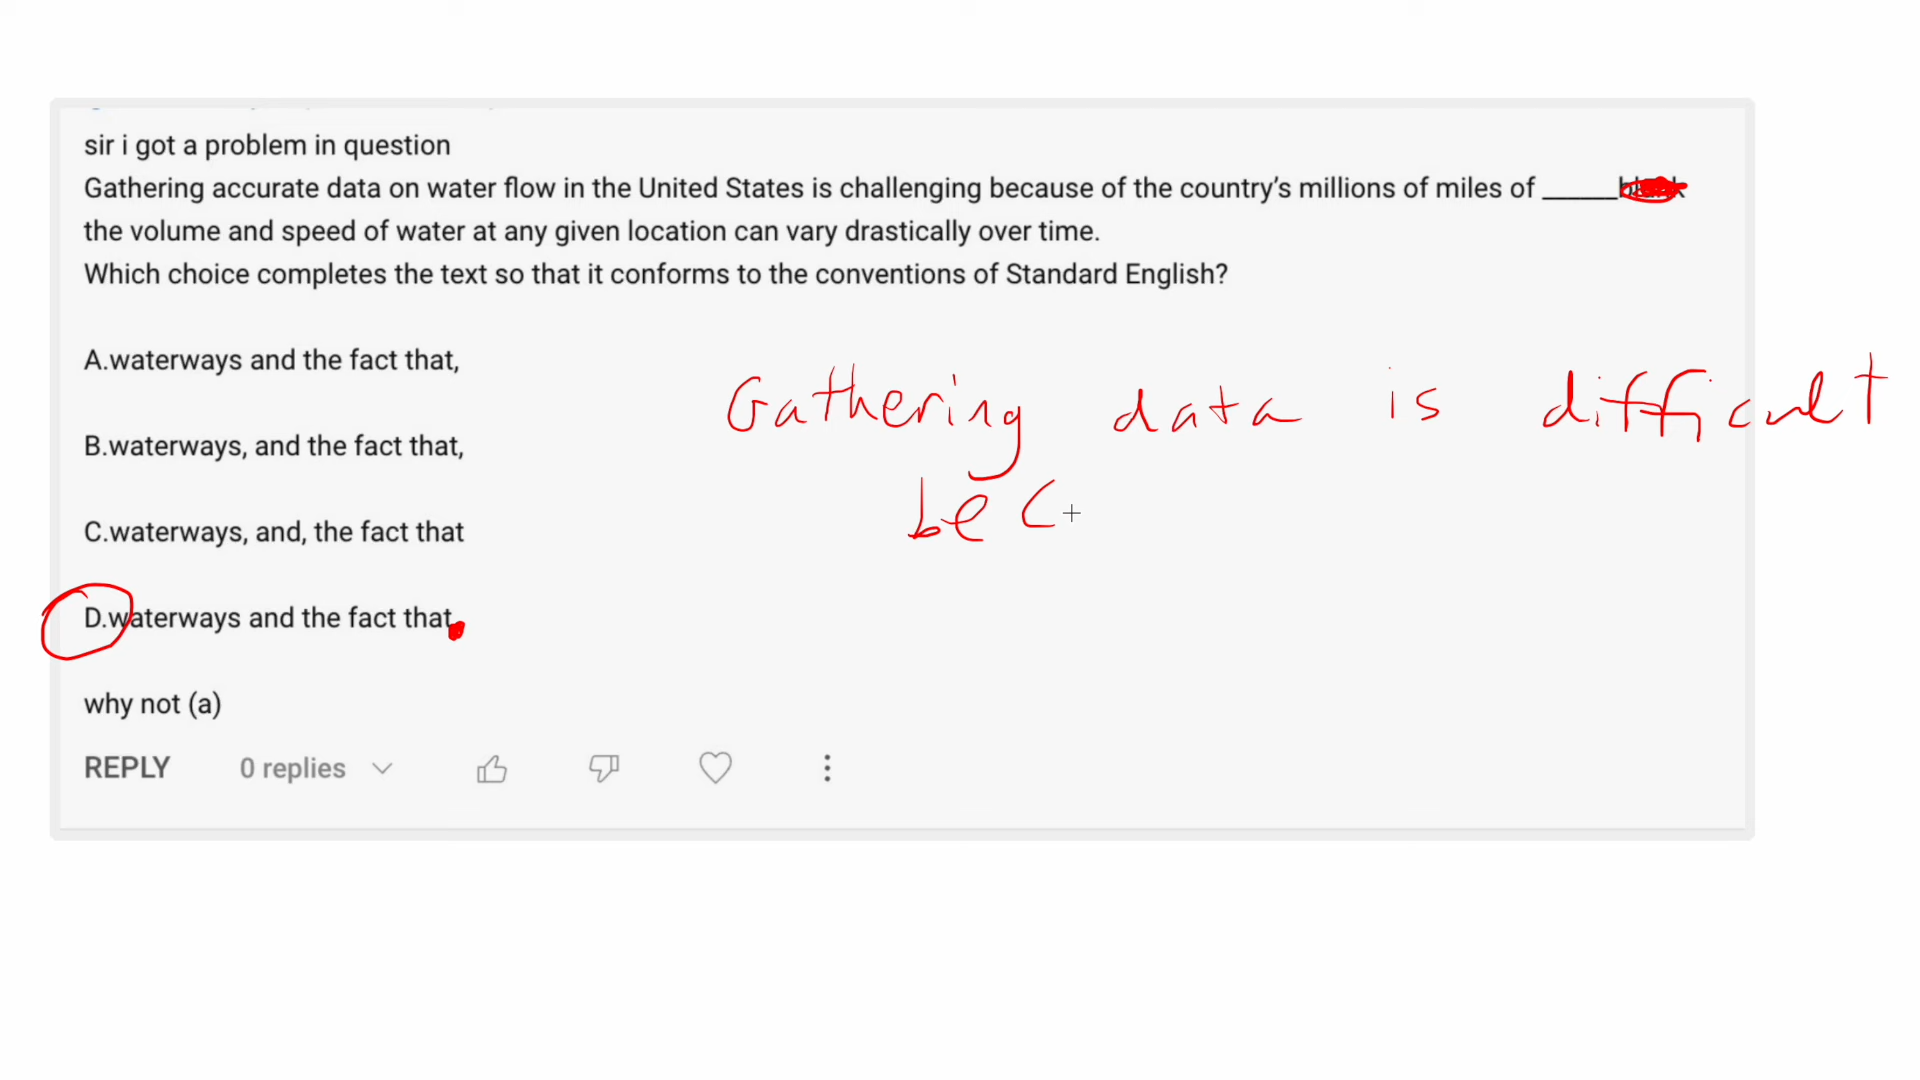 sir i got a problem in question
Gathering accurate data on water flow in the United States is challenging because of the country's millions of miles of _____
the volume and speed of water at any given location can vary drastically over time.
Which choice completes the text so that it conforms to the conventions of Standard English?
A.waterways and the fact that,
Gathering data is difficult
B.waterways, and the fact that,
bec
C.waterways, and, the fact that
D.waterways and the fact that
why not (a)
REPLY 0 replies